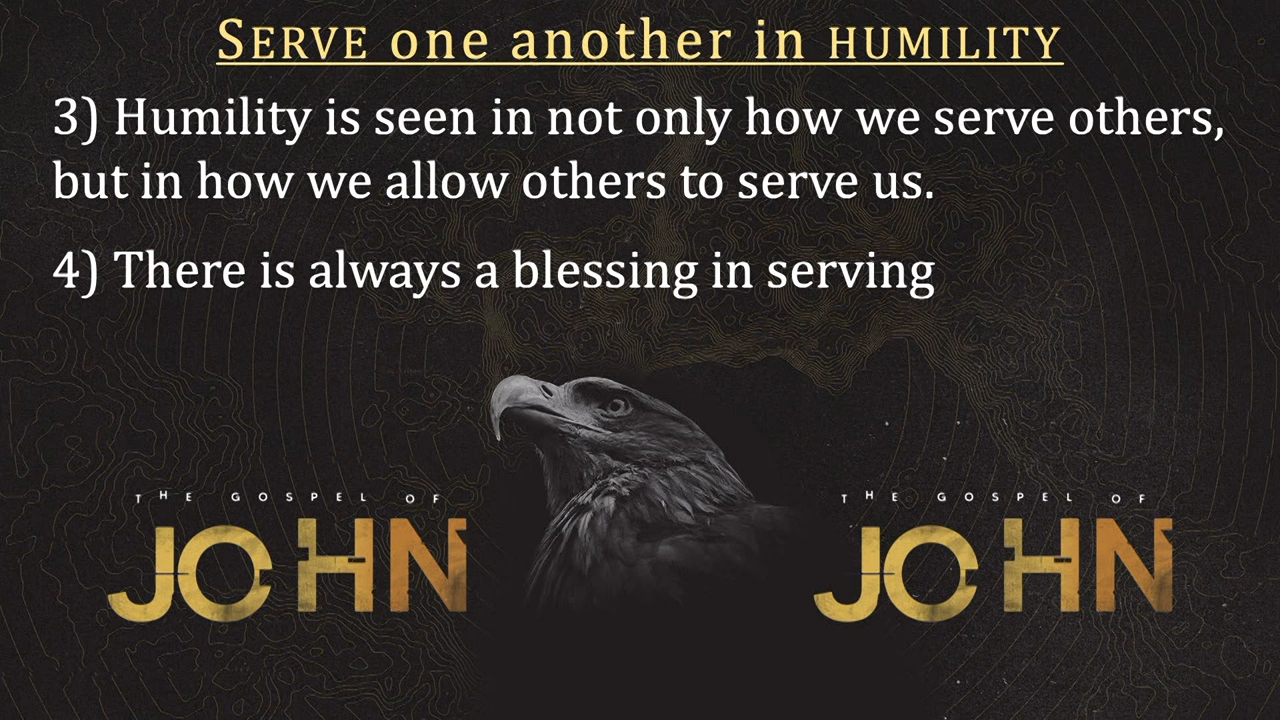 SERVE one another in HUMILITY
3) Humility is seen in not only how we serve others,
but in how we allow others to serve us.
4) There is always a blessing in serving
THE GOSPEL OF
JOHN
THE GOSPEL OF
JOHN